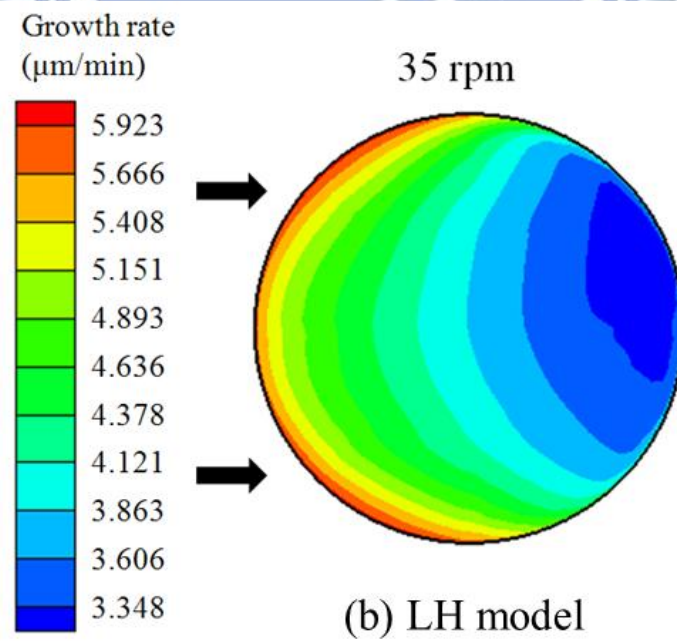 Growth rate
(µm/min)
35 rpm
5.923
5.666
5.408
5.151
4.893
4.636
4.378
4.121
3.863
3.606
3.348
(b) LH model